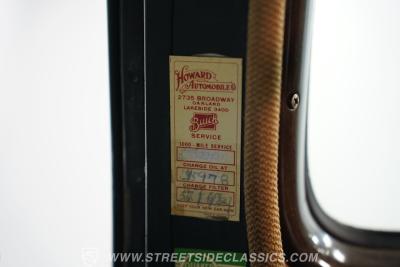 HOWARD
AUTOMOBILE CO
2735 BROADWAY
OAKLAND
LAKESIDE 3400
Buick
SERVICE
1000-MILE SERVICE
CHANGE OIL AT
CHANGE FILTER
WWW.STREETSIDECLASSICS.COM